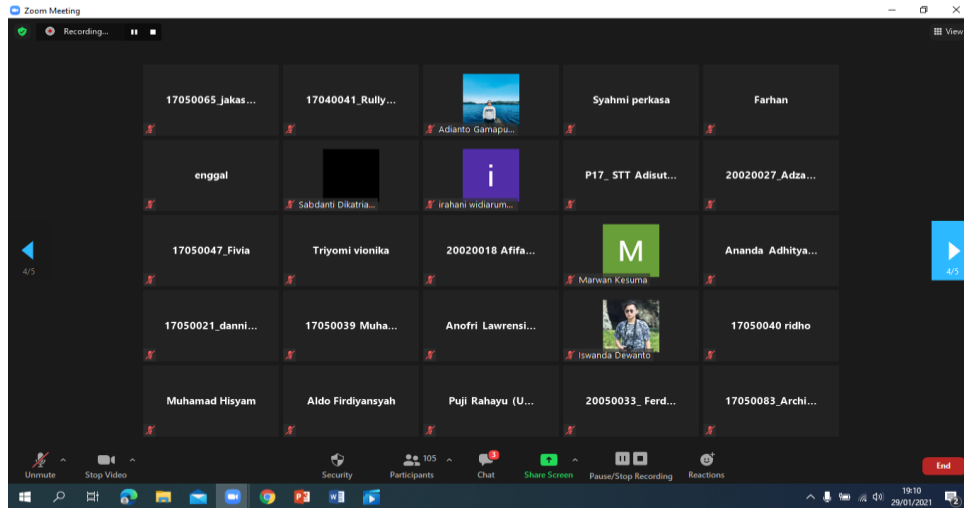 Zoom Meeting
Recording...
View
17050065_jakas...
17040041_Rully...
Adianto Gamapu...
Syahmi perkasa
Farhan
enggal
Sabdanti Dikatria...
i
irahani widiarum...
P17_ STT Adisut...
20020027_Adza...
17050047_Fivia
Triyomi vionika
20020018 Afifa...
M
Marwan Kesuma
Ananda Adhitya...
4/5
4/5
17050021_danni...
17050039 Muha...
Anofri Lawrensi...
Iswanda Dewanto
17050040 ridho
Muhamad Hisyam
Aldo Firdiyansyah
Puji Rahayu (U...
20050033_ Ferd...
17050083_Archi...
Unmute
Stop Video
Security
105
Participants
3
Chat
Share Screen
Pause/Stop Recording
Reactions
End
19:10
29/01/2021
2